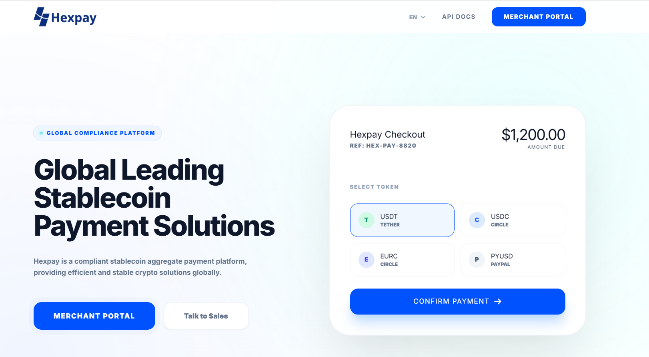 Hexpay
EN
API DOCS
MERCHANT PORTAL
GLOBAL COMPLIANCE PLATFORM
Global Leading
Stablecoin
Payment Solutions
Hexpay is a compliant stablecoin aggregate payment platform,
providing efficient and stable crypto solutions globally.
MERCHANT PORTAL
Talk to Sales
Hexpay Checkout
$1,200.00
REF: HEX-PAY-8820
AMOUNT DUE
SELECT TOKEN
T
USDT
TETHER
C
USDC
CIRCLE
E
EURC
CIRCLE
P
PYUSD
PAYPAL
CONFIRM PAYMENT →